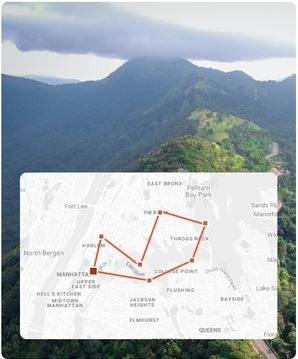 EAST BRONX
Pelham
Bay Park
Fort Lee
Sands Po
Manorh
THE B
HARLEM
THROGS NECK
North Bergen
MANHATTA
COLLEGE POINT
UPPER
EAST SIDE
HELL'S KITCHEN
MIDTOWN
MANHATTAN
FLUSHING
JACKSON
HEIGHTS
BAYSIDE
Lake Su
ELMHURST
QUEENS